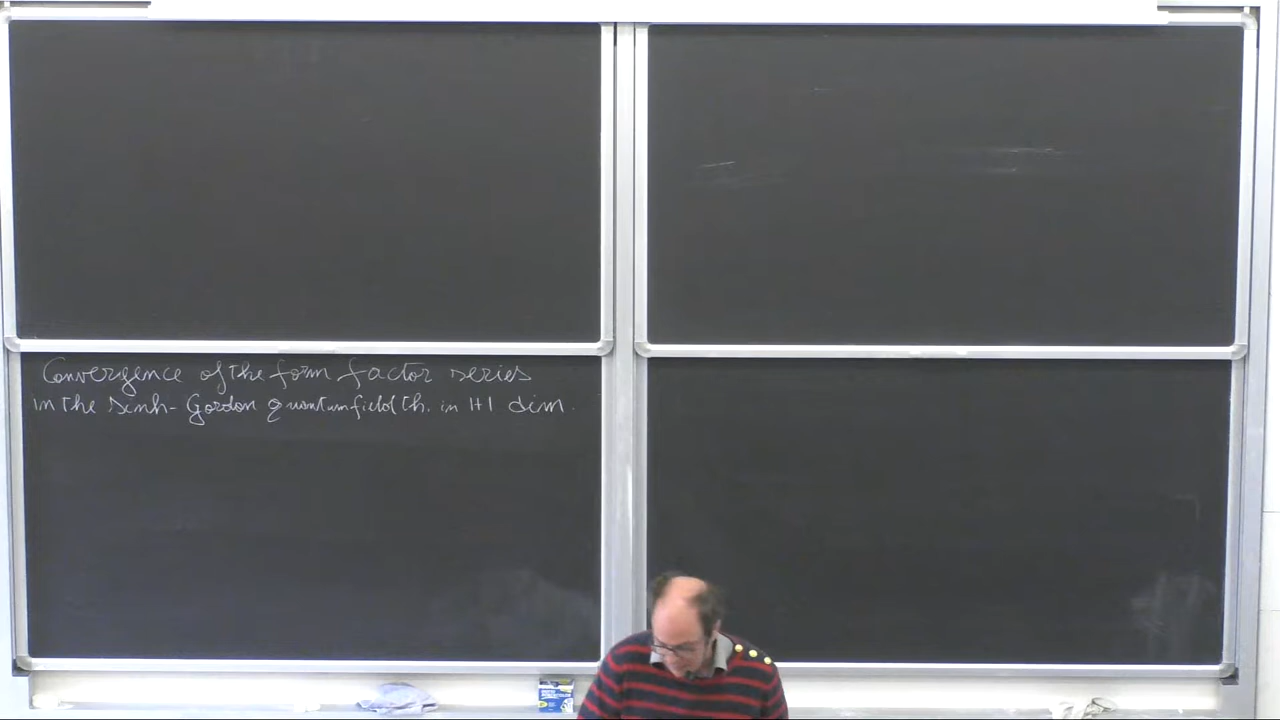 Convergence of the form factor series
in the Sinh-Gordon quantum field th. in 1+1 dim.